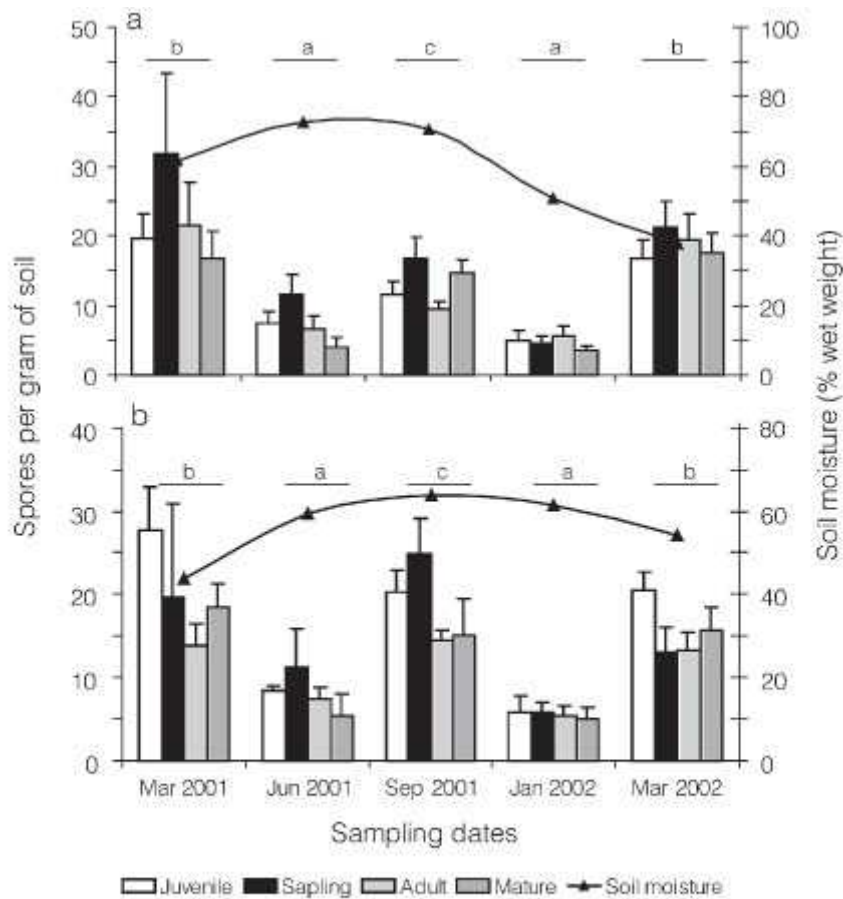 Spores per gram of soil
Soil moisture (% wet weight)
a
50
40
30
20
10
0
100
80
60
40
20
0
b a c a b
b
40
30
20
10
0
80
60
40
20
0
b a c a b
Mar 2001 Jun 2001 Sep 2001 Jan 2002 Mar 2002
Sampling dates
Juvenile Sapling Adult Mature Soil moisture